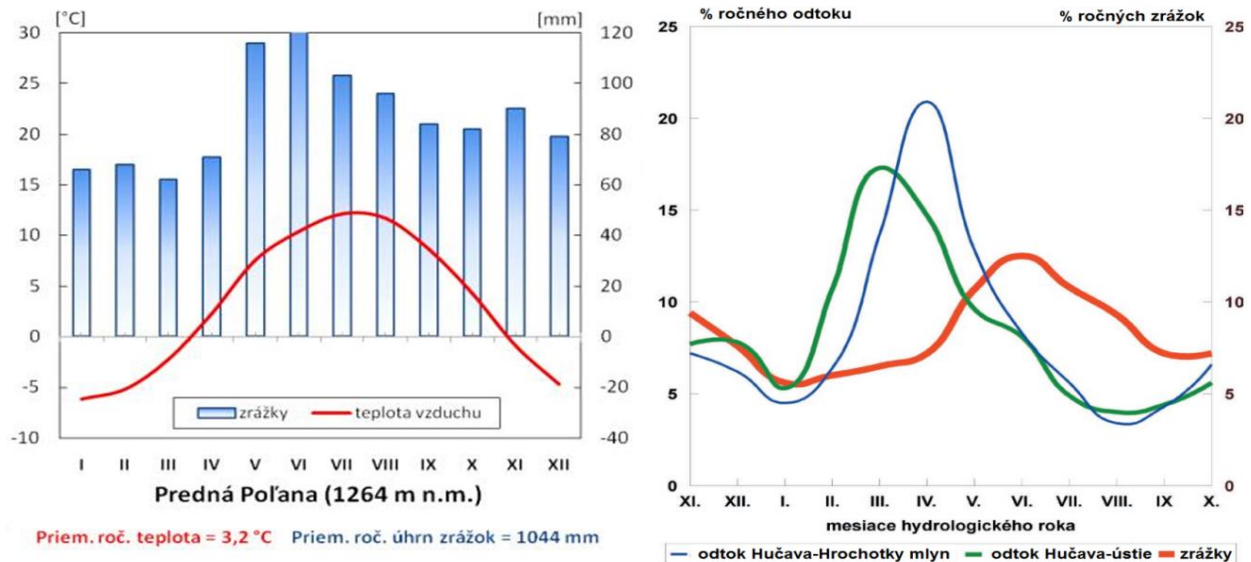 [°C] [mm]
30 120
25 100
20 80
15 60
10 40
5 20
0 0
-5 -20
-10 -40
zrážky teplota vzduchu
I II III IV V VI VII VIII IX X XI XII
Predná Poľana (1264 m n.m.)
Priem. roč. teplota = 3,2 °C Priem. roč. úhrn zrážok = 1044 mm
% ročného odtoku % ročných zrážok
25 25
20 20
15 15
10 10
5 5
0 0
XI. XII. I. II. III. IV. V. VI. VII. VIII. IX X.
mesiace hydrologického roka
odtok Hučava-Hrochotky mlyn odtok Hučava-ústie zrážky